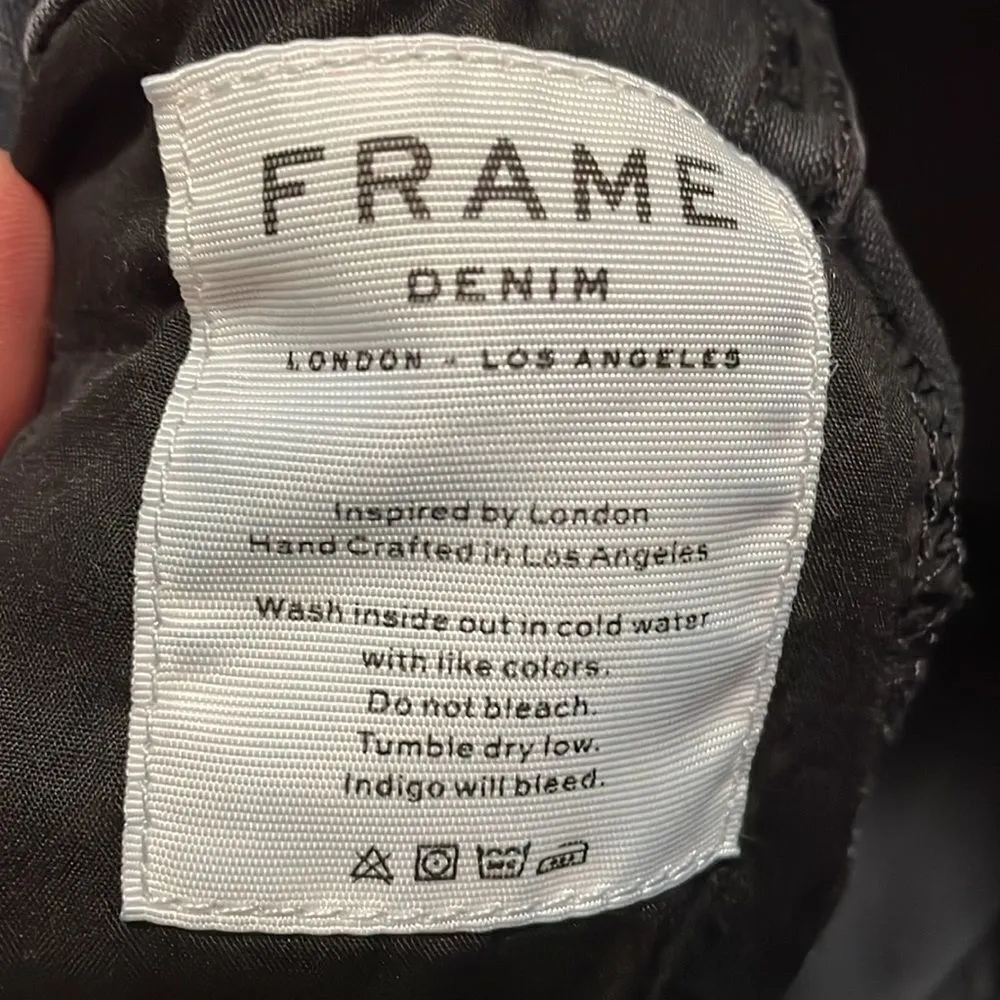 FRAME
DENIM
LONDON - LOS ANGELES
Inspired by London
Hand Crafted in Los Angeles
Wash inside out in cold water
with like colors.
Do not bleach.
Tumble dry low.
Indigo will bleed.